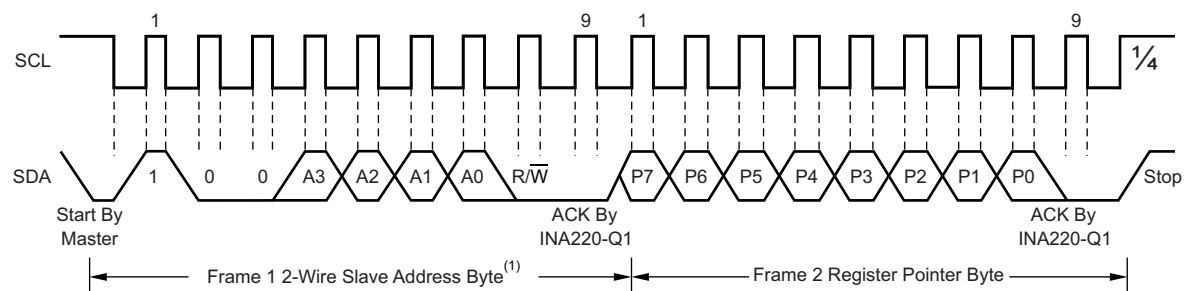 1 9 1 9
SCL ¼
SDA 1 0 0 A3 A2 A1 A0 R/W̅ P7 P6 P5 P4 P3 P2 P1 P0 Stop
Start By ACK By ACK By
Master INA220-Q1 INA220-Q1
Frame 1 2-Wire Slave Address Byte(1) Frame 2 Register Pointer Byte